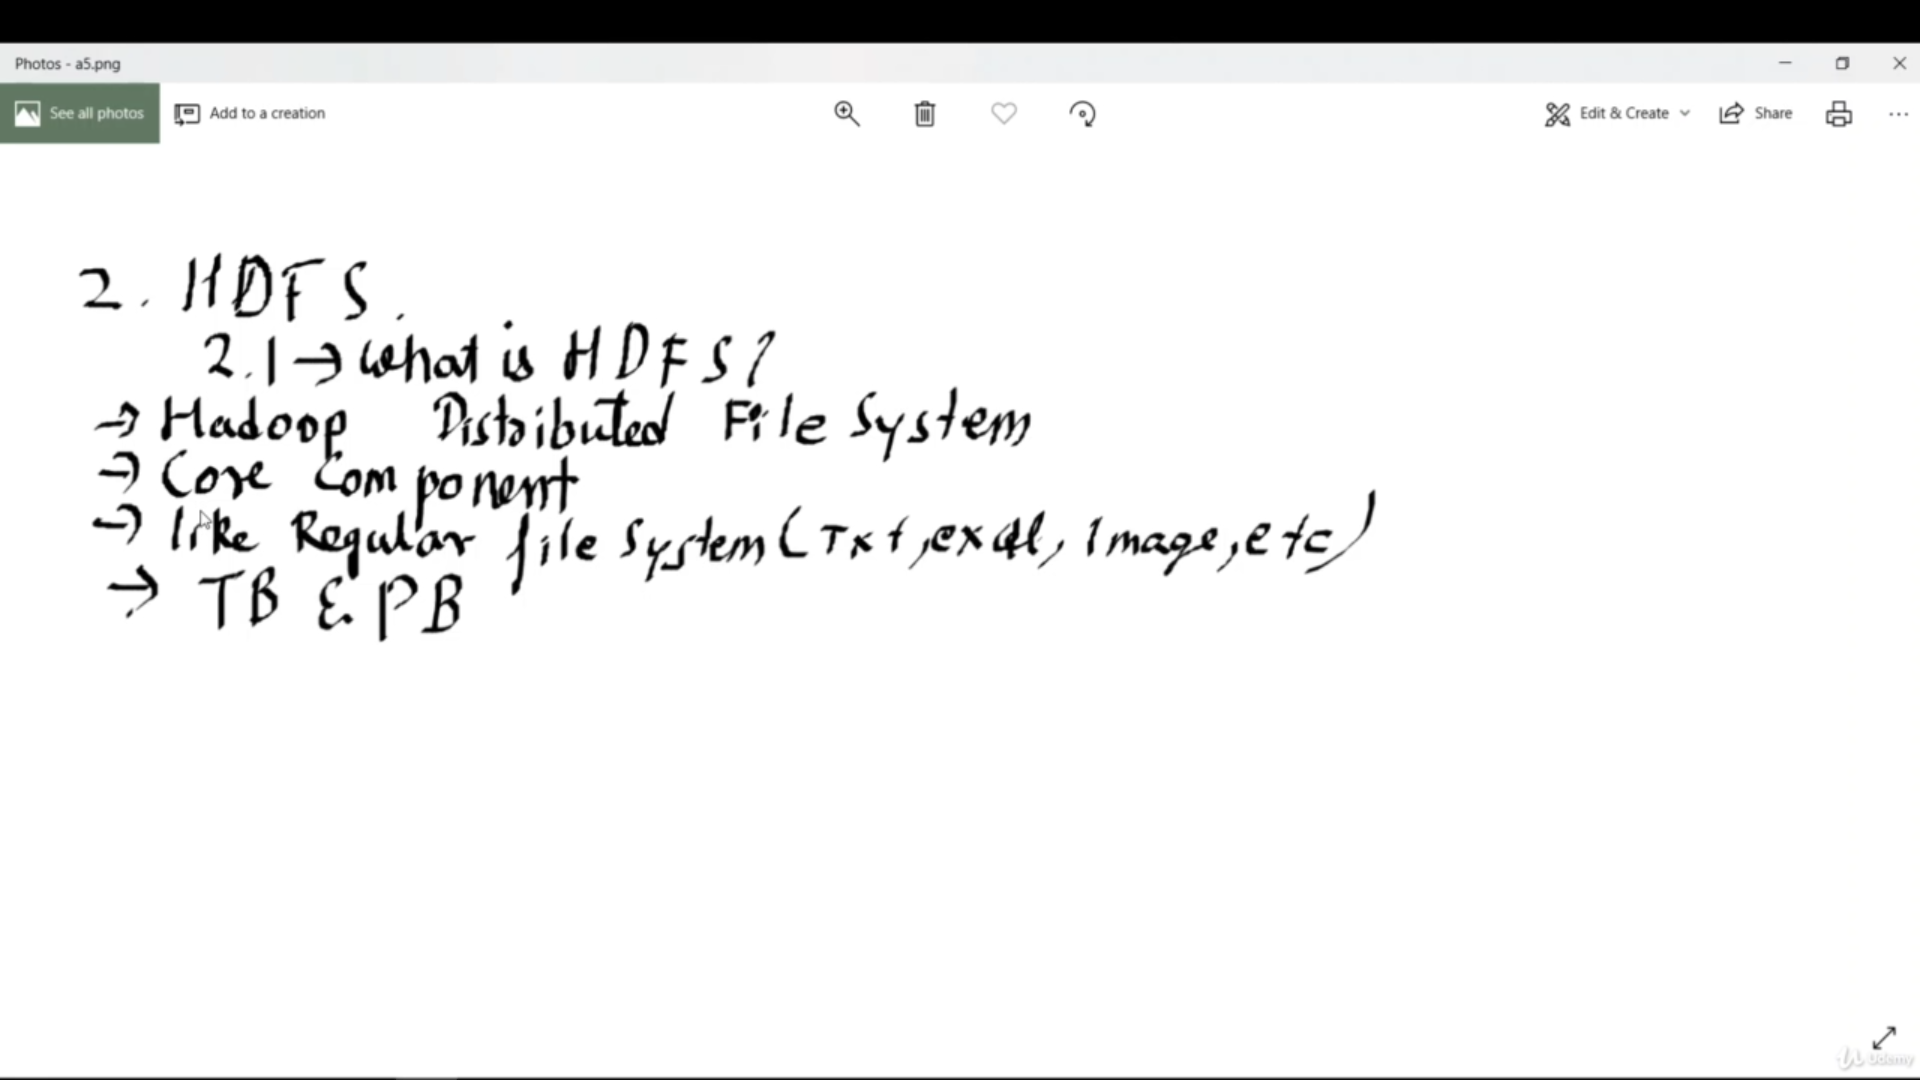 Photos - a5.png
See all photos
Add to a creation
Edit & Create
Share
2. HDFS.
2.1 → What is HDFS?
→ Hadoop Distributed File System
→ Core Component
→ like Regular file System (Txt, excel, Image, etc)
→ TB & PB
Udemy